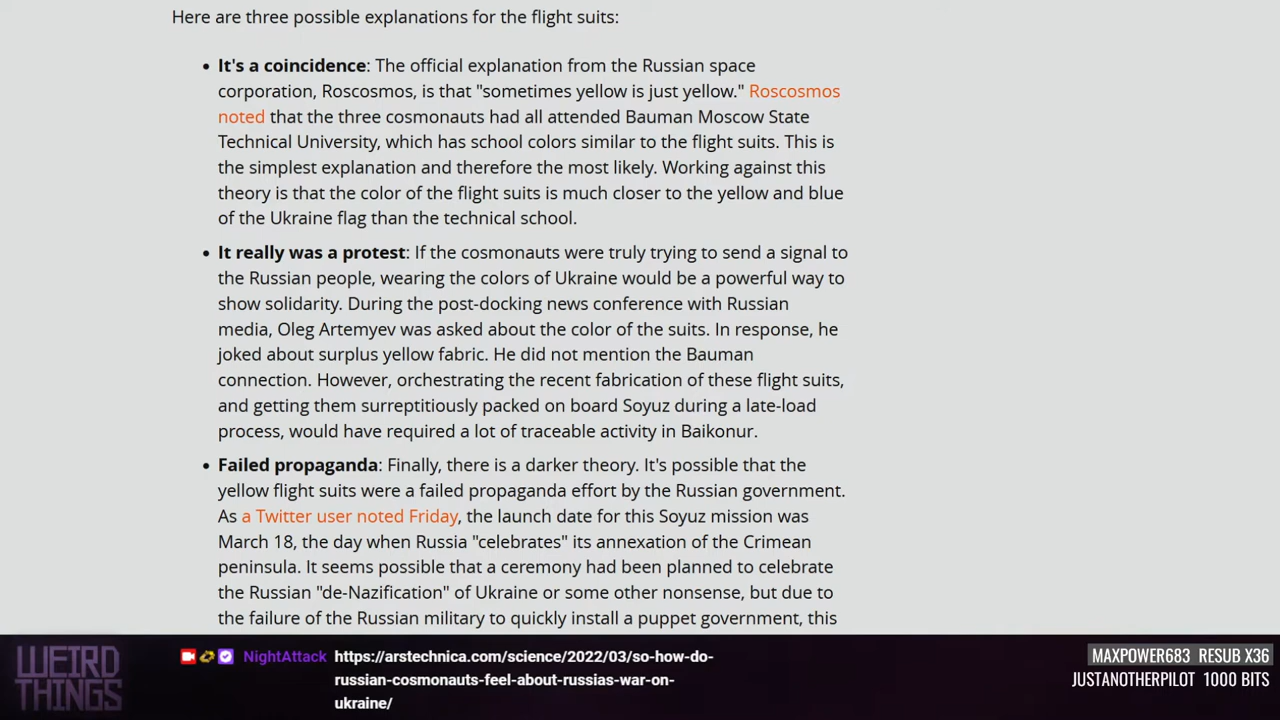 Here are three possible explanations for the flight suits:
• It's a coincidence: The official explanation from the Russian space
corporation, Roscosmos, is that "sometimes yellow is just yellow." Roscosmos
noted that the three cosmonauts had all attended Bauman Moscow State
Technical University, which has school colors similar to the flight suits. This is
the simplest explanation and therefore the most likely. Working against this
theory is that the color of the flight suits is much closer to the yellow and blue
of the Ukraine flag than the technical school.
• It really was a protest: If the cosmonauts were truly trying to send a signal to
the Russian people, wearing the colors of Ukraine would be a powerful way to
show solidarity. During the post-docking news conference with Russian
media, Oleg Artemyev was asked about the color of the suits. In response, he
joked about surplus yellow fabric. He did not mention the Bauman
connection. However, orchestrating the recent fabrication of these flight suits,
and getting them surreptitiously packed on board Soyuz during a late-load
process, would have required a lot of traceable activity in Baikonur.
• Failed propaganda: Finally, there is a darker theory. It's possible that the
yellow flight suits were a failed propaganda effort by the Russian government.
As a Twitter user noted Friday, the launch date for this Soyuz mission was
March 18, the day when Russia "celebrates" its annexation of the Crimean
peninsula. It seems possible that a ceremony had been planned to celebrate
the Russian "de-Nazification" of Ukraine or some other nonsense, but due to
the failure of the Russian military to quickly install a puppet government, this
WEIRD
THINGS
NightAttack https://arstechnica.com/science/2022/03/so-how-do-
russian-cosmonauts-feel-about-russias-war-on-
ukraine/
MAXPOWER683 RESUB X36
JUSTANOTHERPILOT 1000 BITS